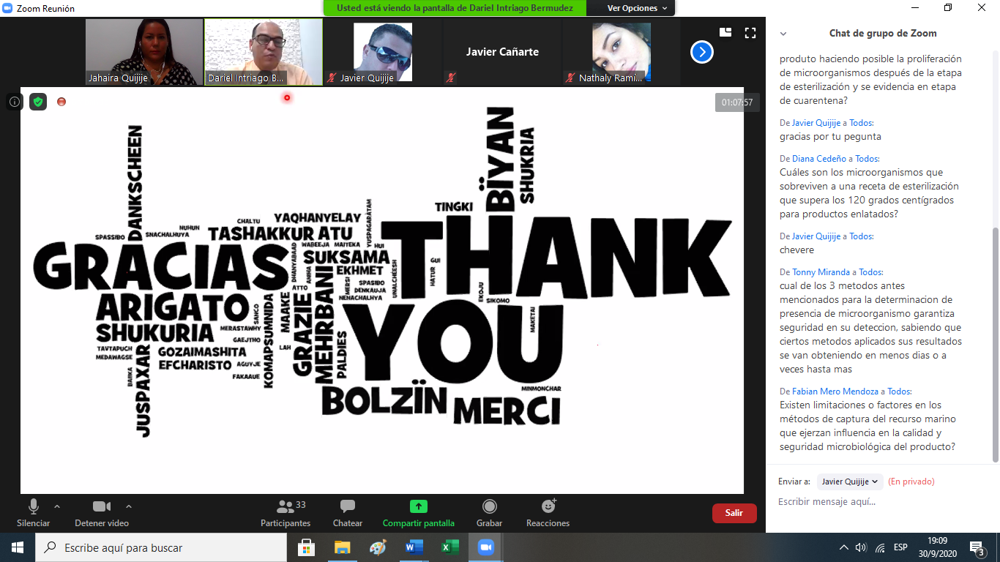 Zoom Reunión
Usted está viendo la pantalla de Dariel Intriago Bermudez
Ver Opciones
Jahaira Quijije
Dariel Intriago B...
Javier Quijije
Javier Cañarte
Nathaly Ramí...
01:07:57
DANKSCHEEN
SPASSIBO
SNACHALHUYA
NUHUN
CHALTU
YAQHANYELAY
TASHAKKUR ATU
YUSPAGARATAM
TINGKI
BÏYAN
SHUKRIA
THANK
GRACIAS
DHANYABAAD
WABEEJA
MAITEKA
HUI
SUKSAMA
EKHMET
ANIHA
ATTO
MERSI
SPASIBO
DENKAUJA
NENACHALHYA
UNALCHÉESH
HATUR
GUI
EKOJU
SIKOMO
ARIGATO
SHUKURIA
SANCO
MERASTAWHY
GAEJTHO
KOMAPSUMNIDA
MAAKE
LAH
GRAZIE
MEHRBANI
PALDIES
YOU
MAKETAI
MINMONCHAR
TAVTAPUCH
MEDAWAGSE
BAIKA
JUSPAXAR
GOZAIMASHITA
EFCHARISTO
AGUYJE
FAKAAUE
BOLZÏN
MERCI
Silenciar
Detener video
33
Participantes
Chatear
Compartir pantalla
Grabar
Reacciones
Salir
Chat de grupo de Zoom
produto haciendo posible la proliferación
de microorganismos después de la etapa
de esterilización y se evidencia en etapa
de cuarentena?
De Javier Quijije a Todos:
gracias por tu pegunta
De Diana Cedeño a Todos:
Cuáles son los microorganismos que
sobreviven a una receta de esterilización
que supera los 120 grados centígrados
para productos enlatados?
De Javier Quijije a Todos:
chevere
De Tonny Miranda a Todos:
cual de los 3 metodos antes
mencionados para la determinacion de
presencia de microorganismo garantiza
seguridad en su deteccion, sabiendo que
ciertos metodos aplicados sus resultados
se van obteniendo en menos dias o a
veces hasta mas
De Fabian Mero Mendoza a Todos:
Existen limitaciones o factores en los
métodos de captura del recurso marino
que ejerzan influencia en la calidad y
seguridad microbiológica del producto?
Enviar a: Javier Quijije (En privado)
Escribir mensaje aquí...
Escribe aquí para buscar
ESP
19:09
30/9/2020
3